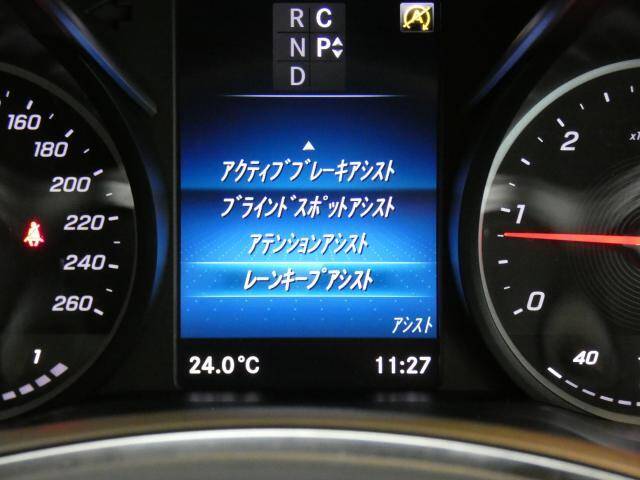 R C
N P
D
アクティブブレーキアシスト
ブラインドスポットアシスト
アテンションアシスト
レーンキープアシスト
アシスト
24.0°C 11:27
160
180
200
220
240
260
1
2
1
0
40